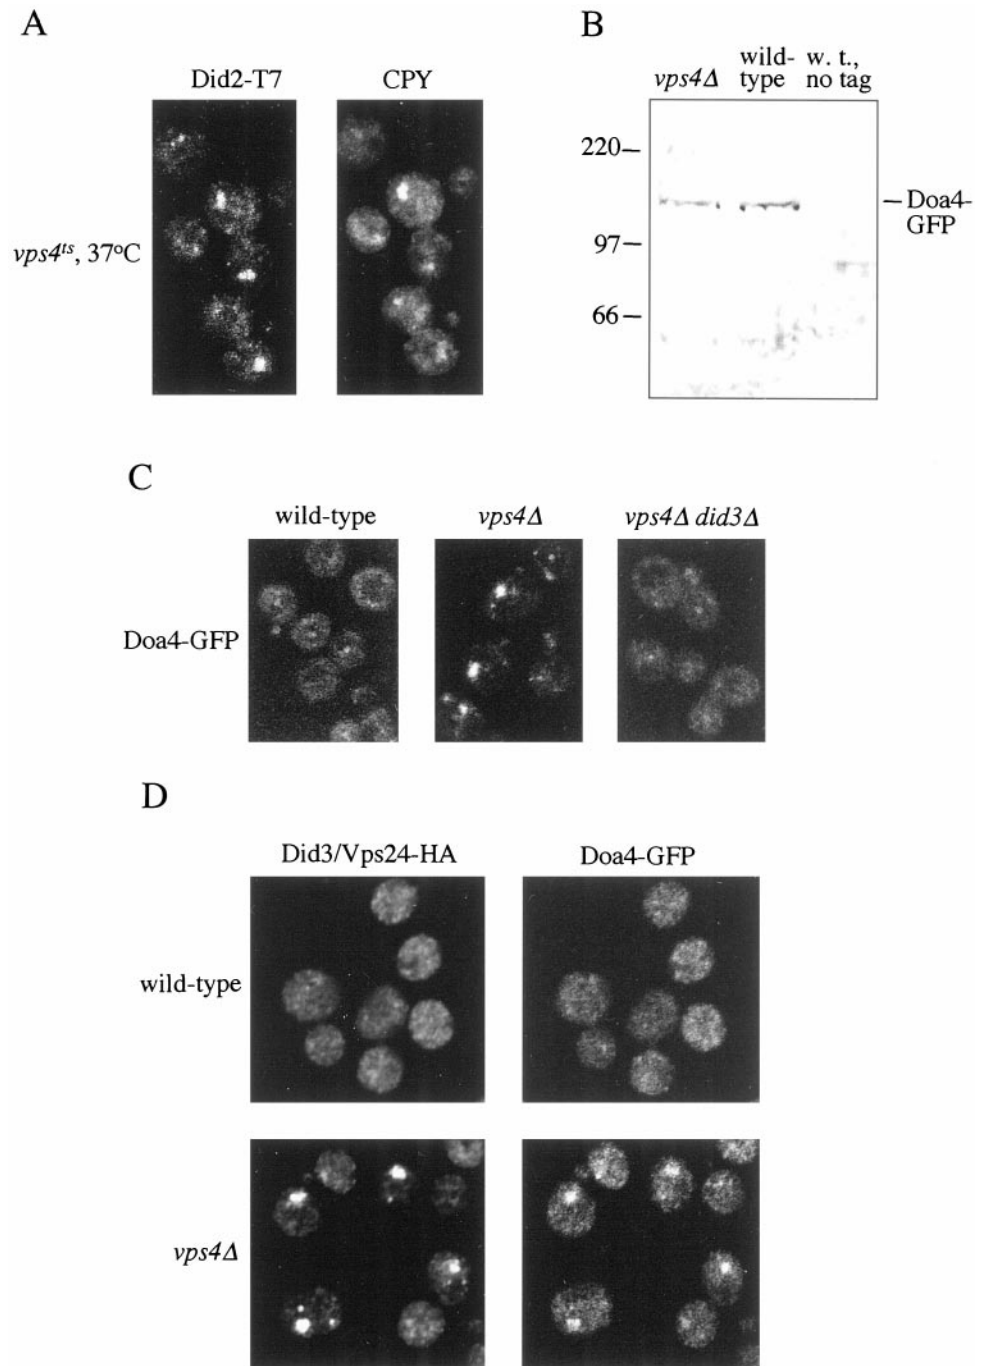 A
Did2-T7
CPY
vps4ts, 37°C
B
vps4Δ
wild-type
w. t., no tag
220
97
66
Doa4-GFP
C
wild-type
vps4Δ
vps4Δ did3Δ
Doa4-GFP
D
Did3/Vps24-HA
Doa4-GFP
wild-type
vps4Δ